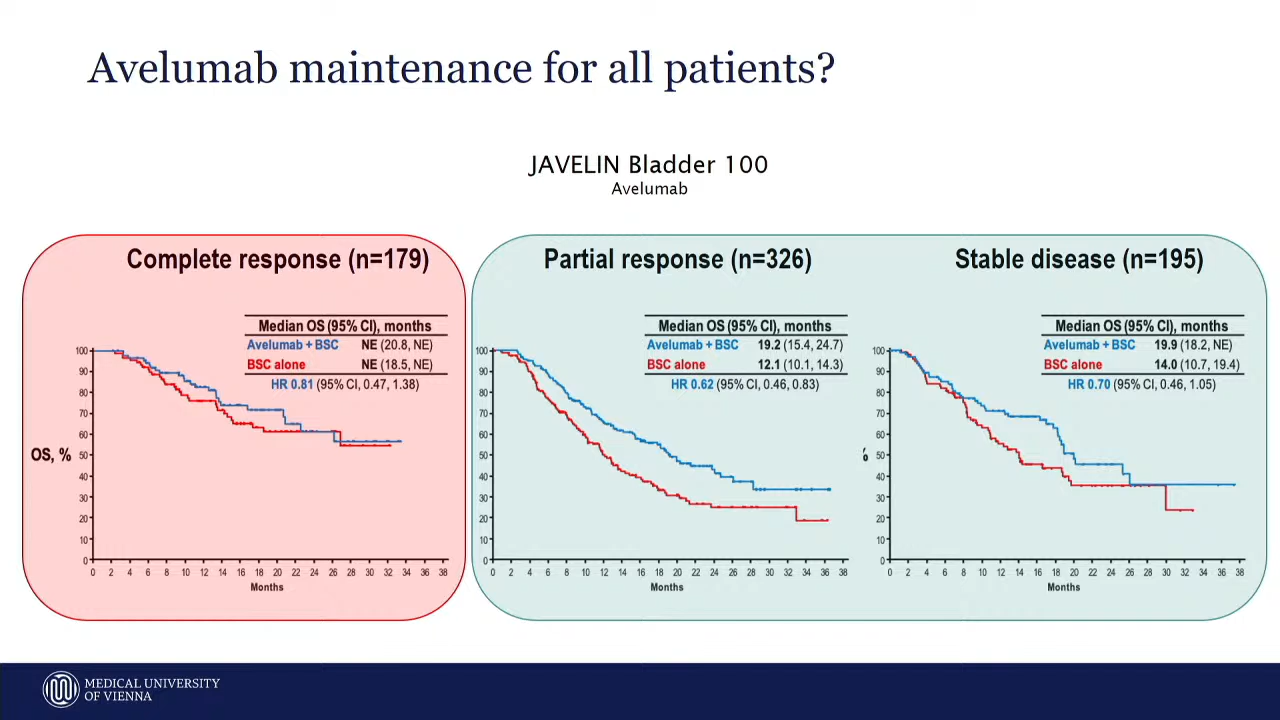 Avelumab maintenance for all patients?
JAVELIN Bladder 100
Avelumab
Complete response (n=179)
Median OS (95% CI), months
Avelumab + BSC NE (20.8, NE)
BSC alone NE (18.5, NE)
HR 0.81 (95% CI, 0.47, 1.38)
OS, %
100
90
80
70
60
50
40
30
20
10
0
0 2 4 6 8 10 12 14 16 18 20 22 24 26 28 30 32 34 36 38
Months
Partial response (n=326)
Median OS (95% CI), months
Avelumab + BSC 19.2 (15.4, 24.7)
BSC alone 12.1 (10.1, 14.3)
HR 0.62 (95% CI, 0.46, 0.83)
100
90
80
70
60
50
40
30
20
10
0
0 2 4 6 8 10 12 14 16 18 20 22 24 26 28 30 32 34 36 38
Months
Stable disease (n=195)
Median OS (95% CI), months
Avelumab + BSC 19.9 (18.2, NE)
BSC alone 14.0 (10.7, 19.4)
HR 0.70 (95% CI, 0.46, 1.05)
100
90
80
70
60
50
40
30
20
10
0
0 2 4 6 8 10 12 14 16 18 20 22 24 26 28 30 32 34 36 38
Months
MEDICAL UNIVERSITY
OF VIENNA